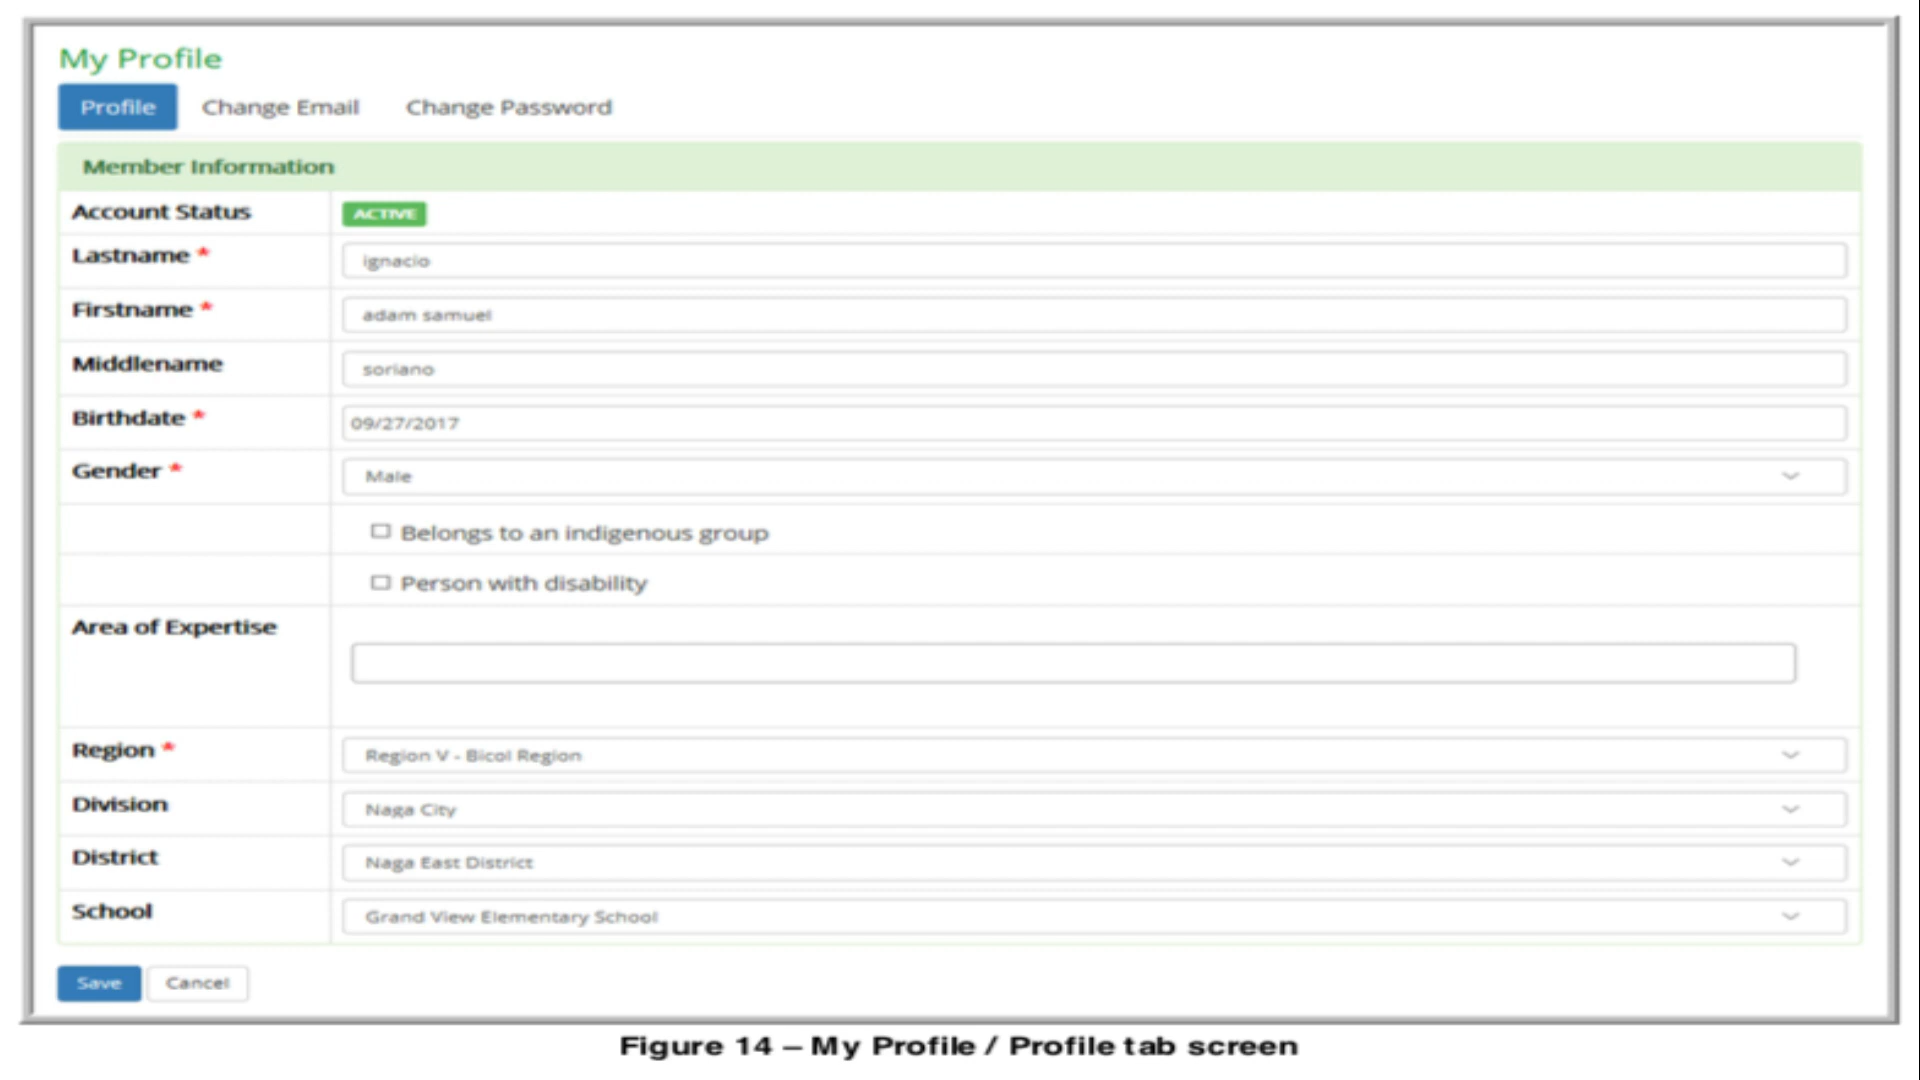 My Profile
Profile Change Email Change Password
Member Information
Account Status ACTIVE
Lastname * ignacio
Firstname * adam samuel
Middlename soriano
Birthdate * 09/27/2017
Gender * Male
Belongs to an indigenous group
Person with disability
Area of Expertise
Region * Region V - Bicol Region
Division Naga City
District Naga East District
School Grand View Elementary School
Save Cancel
Figure 14 – My Profile / Profile tab screen